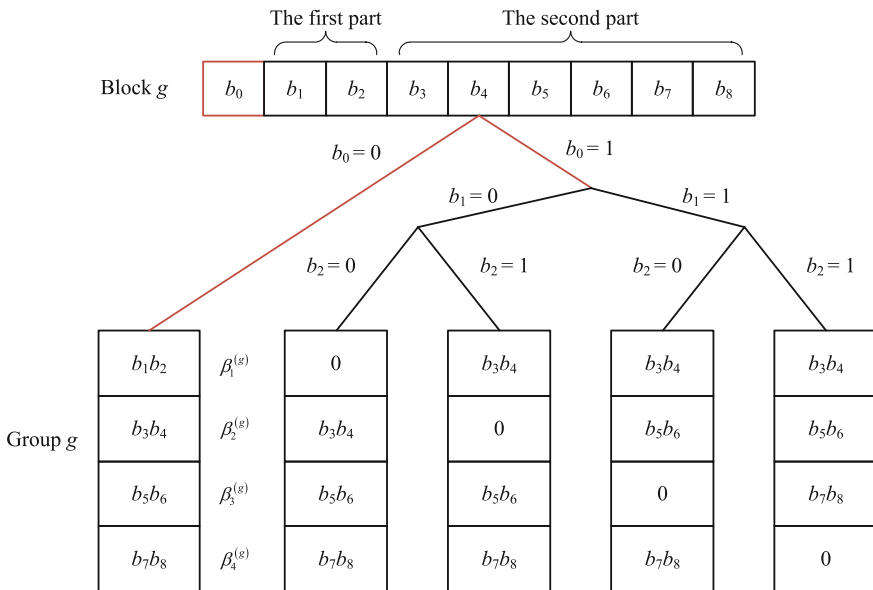 The first part The second part
Block g b₀ b₁ b₂ b₃ b₄ b₅ b₆ b₇ b₈
b₀ = 0 b₀ = 1
b₁ = 0 b₁ = 1
b₂ = 0 b₂ = 1 b₂ = 0 b₂ = 1
b₁b₂ β₁⁽ᵍ⁾ 0 b₃b₄ b₃b₄ b₃b₄
Group g b₃b₄ β₂⁽ᵍ⁾ b₃b₄ 0 b₅b₆ b₅b₆
b₅b₆ β₃⁽ᵍ⁾ b₅b₆ b₅b₆ 0 b₇b₈
b₇b₈ β₄⁽ᵍ⁾ b₇b₈ b₇b₈ b₇b₈ 0